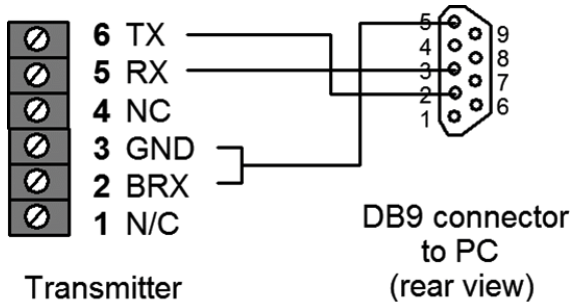 6 TX
5 RX
4 NC
3 GND
2 BRX
1 N/C
Transmitter
5
4
3
2
1
9
8
7
6
DB9 connector
to PC
(rear view)